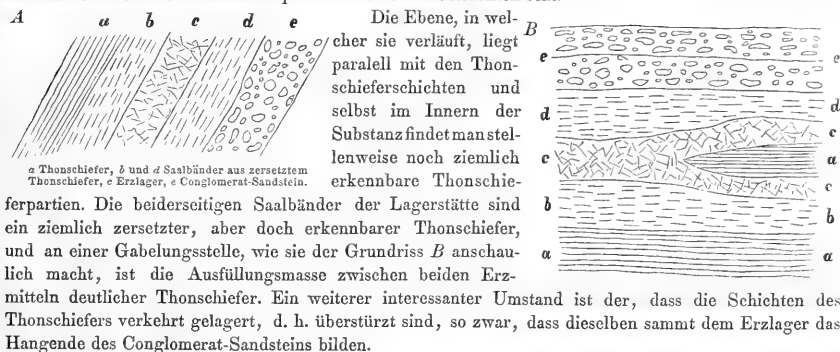 A
a b c d e
a Thonschiefer, b und d Saalbänder aus zersetztem
Thonschiefer, c Erzlager, e Conglomerat-Sandstein.
Die Ebene, in wel-
cher sie verläuft, liegt
paralell mit den Thon-
schieferschichten und
selbst im Innern der
Substanz findet man stel-
lenweise noch ziemlich
erkennbare Thonschie-
B
e e
d d
c c
a
c
b b
a a
ferpartien. Die beiderseitigen Saalbänder der Lagerstätte sind
ein ziemlich zersetzter, aber doch erkennbarer Thonschiefer,
und an einer Gabelungsstelle, wie sie der Grundriss B anschau-
lich macht, ist die Ausfüllungsmasse zwischen beiden Erz-
mitteln deutlicher Thonschiefer. Ein weiterer interessanter Umstand ist der, dass die Schichten des
Thonschiefers verkehrt gelagert, d. h. überstürzt sind, so zwar, dass dieselben sammt dem Erzlager das
Hangende des Conglomerat-Sandsteins bilden.